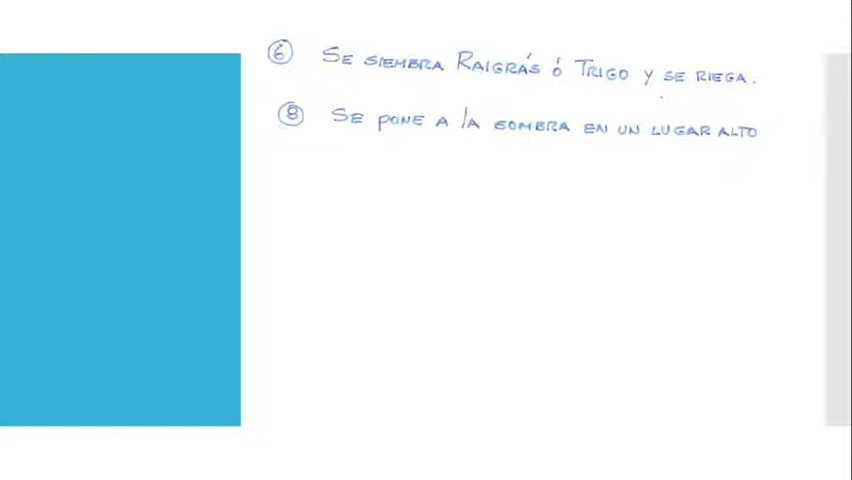 6 Se siembra Raigrás ó Trigo y se riega.
8 Se pone a la sombra en un lugar alto